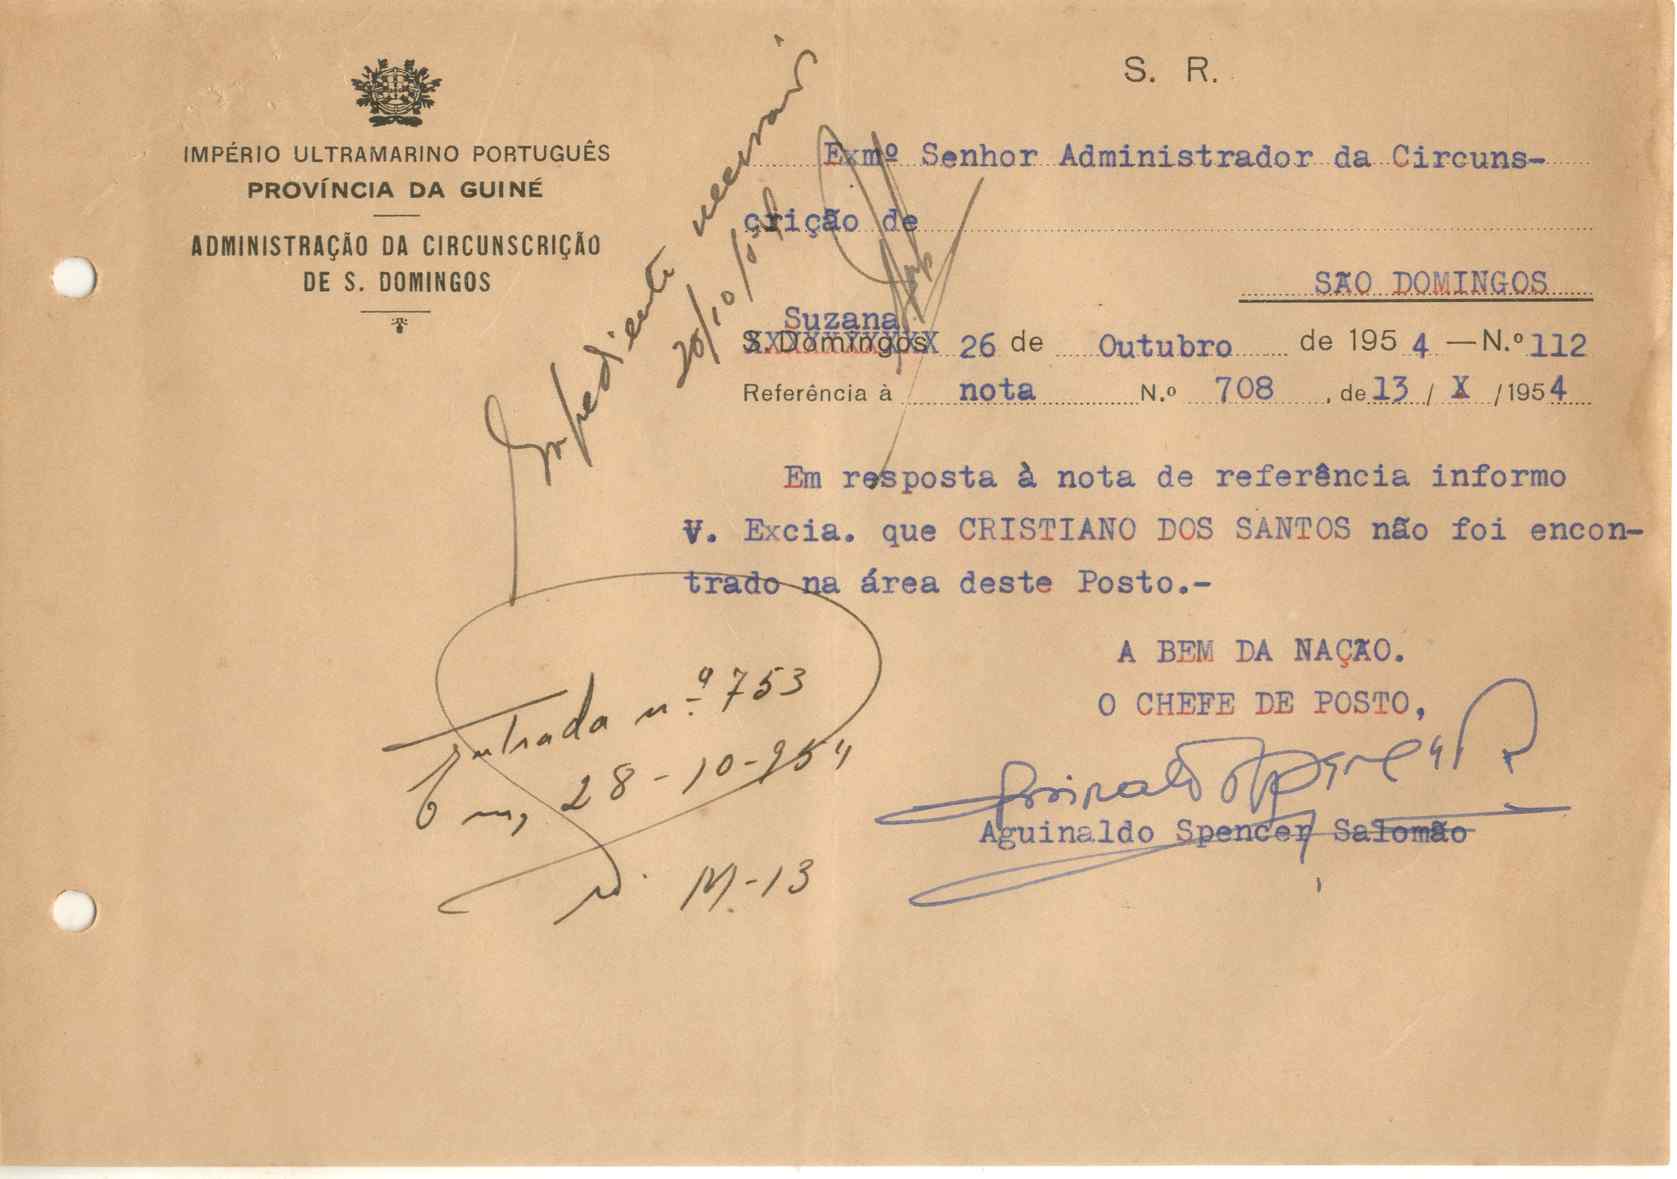 IMPÉRIO ULTRAMARINO PORTUGUÊS
PROVÍNCIA DA GUINÉ
ADMINISTRAÇÃO DA CIRCUNSCRIÇÃO
DE S. DOMINGOS
S. R.
Exmº Senhor Administrador da Circuns-
crição de
SÃO DOMINGOS
Suzana
S. Domingos 26 de Outubro de 1954 — N.º 112
Referência à nota N.º 708, de 13 / X / 1954
Em resposta à nota de referência informo
V. Excia. que CRISTIANO DOS SANTOS não foi encon-
trado na área deste Posto.-
A BEM DA NAÇÃO.
O CHEFE DE POSTO,
Aguinaldo Spencer Salomão
Entrada n.º 753
Em, 28-10-954
M.-13